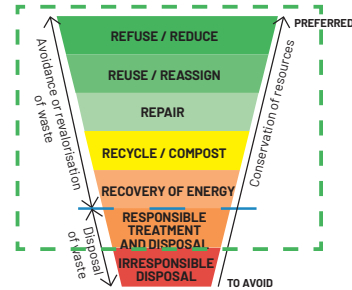 PREFERRED
REFUSE / REDUCE
REUSE / REASSIGN
REPAIR
RECYCLE / COMPOST
RECOVERY OF ENERGY
RESPONSIBLE
TREATMENT
AND DISPOSAL
IRRESPONSIBLE
DISPOSAL
TO AVOID
Avoidance or revalorisation
of waste
Disposal
of waste
Conservation of resources